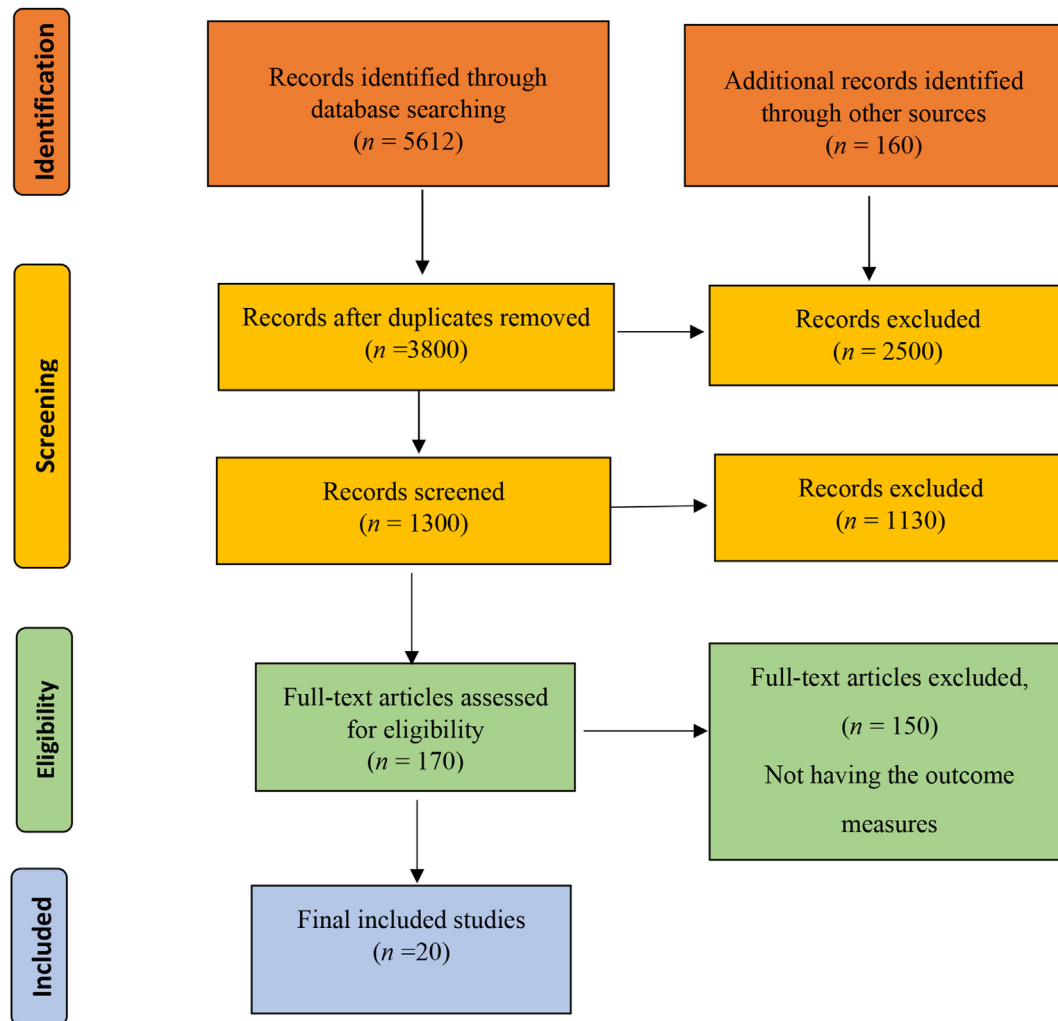 Identification
Records identified through
database searching
(n = 5612)
Additional records identified
through other sources
(n = 160)
Screening
Records after duplicates removed
(n =3800)
Records excluded
(n = 2500)
Records screened
(n = 1300)
Records excluded
(n = 1130)
Eligibility
Full-text articles assessed
for eligibility
(n = 170)
Full-text articles excluded,
(n = 150)
Not having the outcome
measures
Included
Final included studies
(n =20)